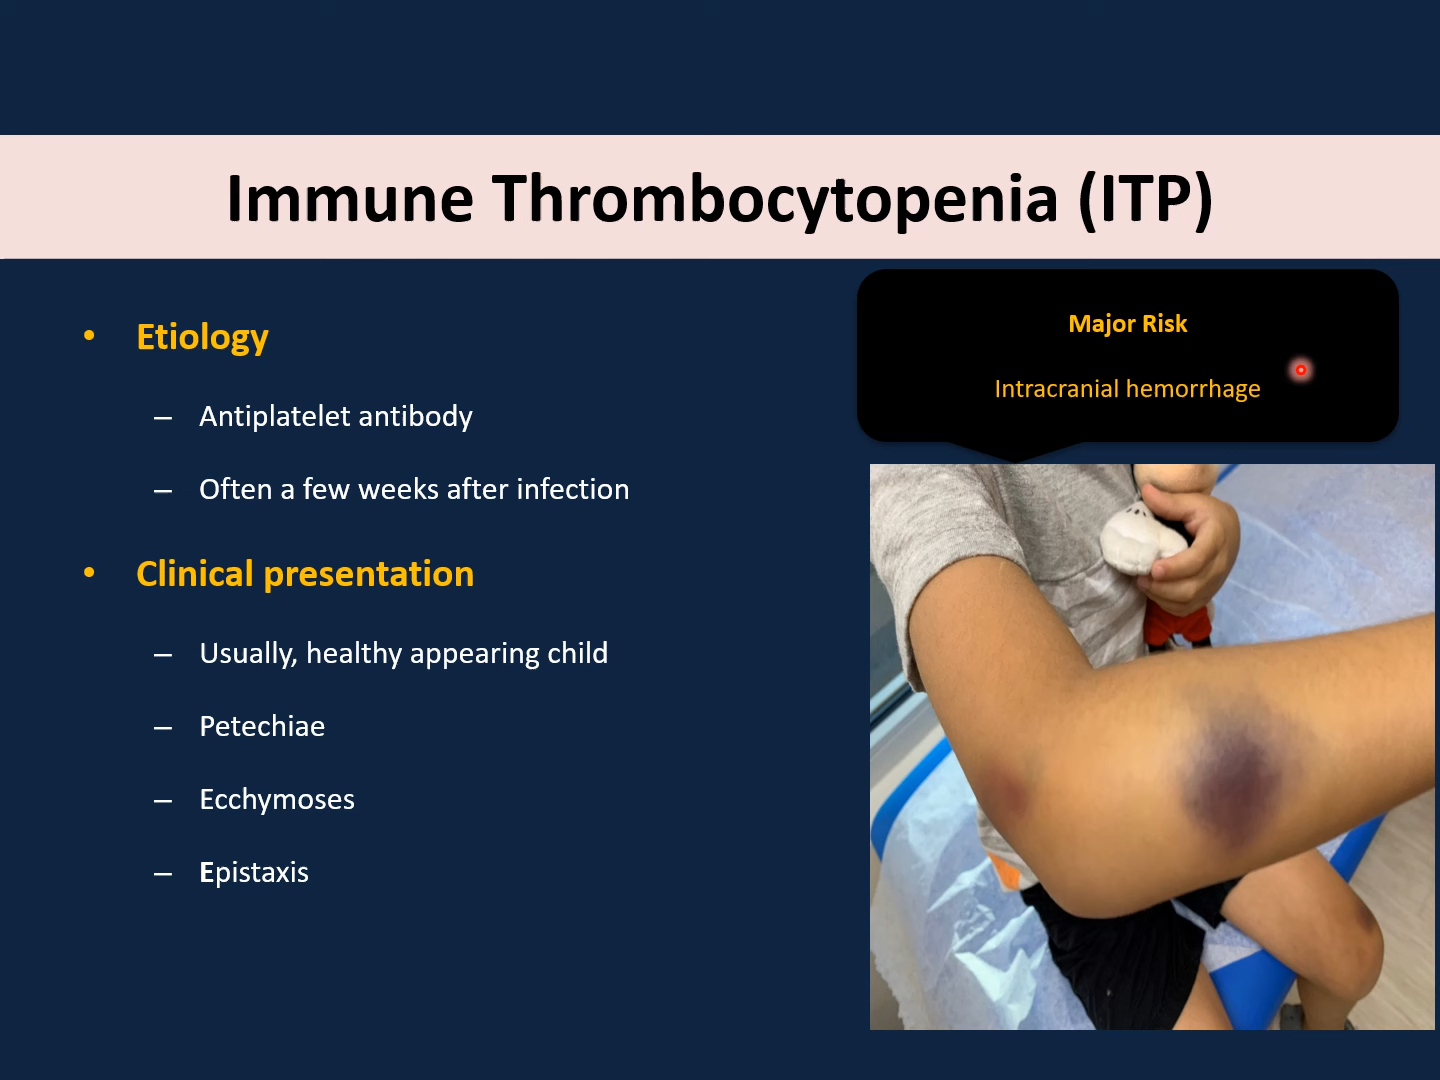 Immune Thrombocytopenia (ITP)
• Etiology
– Antiplatelet antibody
– Often a few weeks after infection
• Clinical presentation
– Usually, healthy appearing child
– Petechiae
– Ecchymoses
– Epistaxis
Major Risk
Intracranial hemorrhage